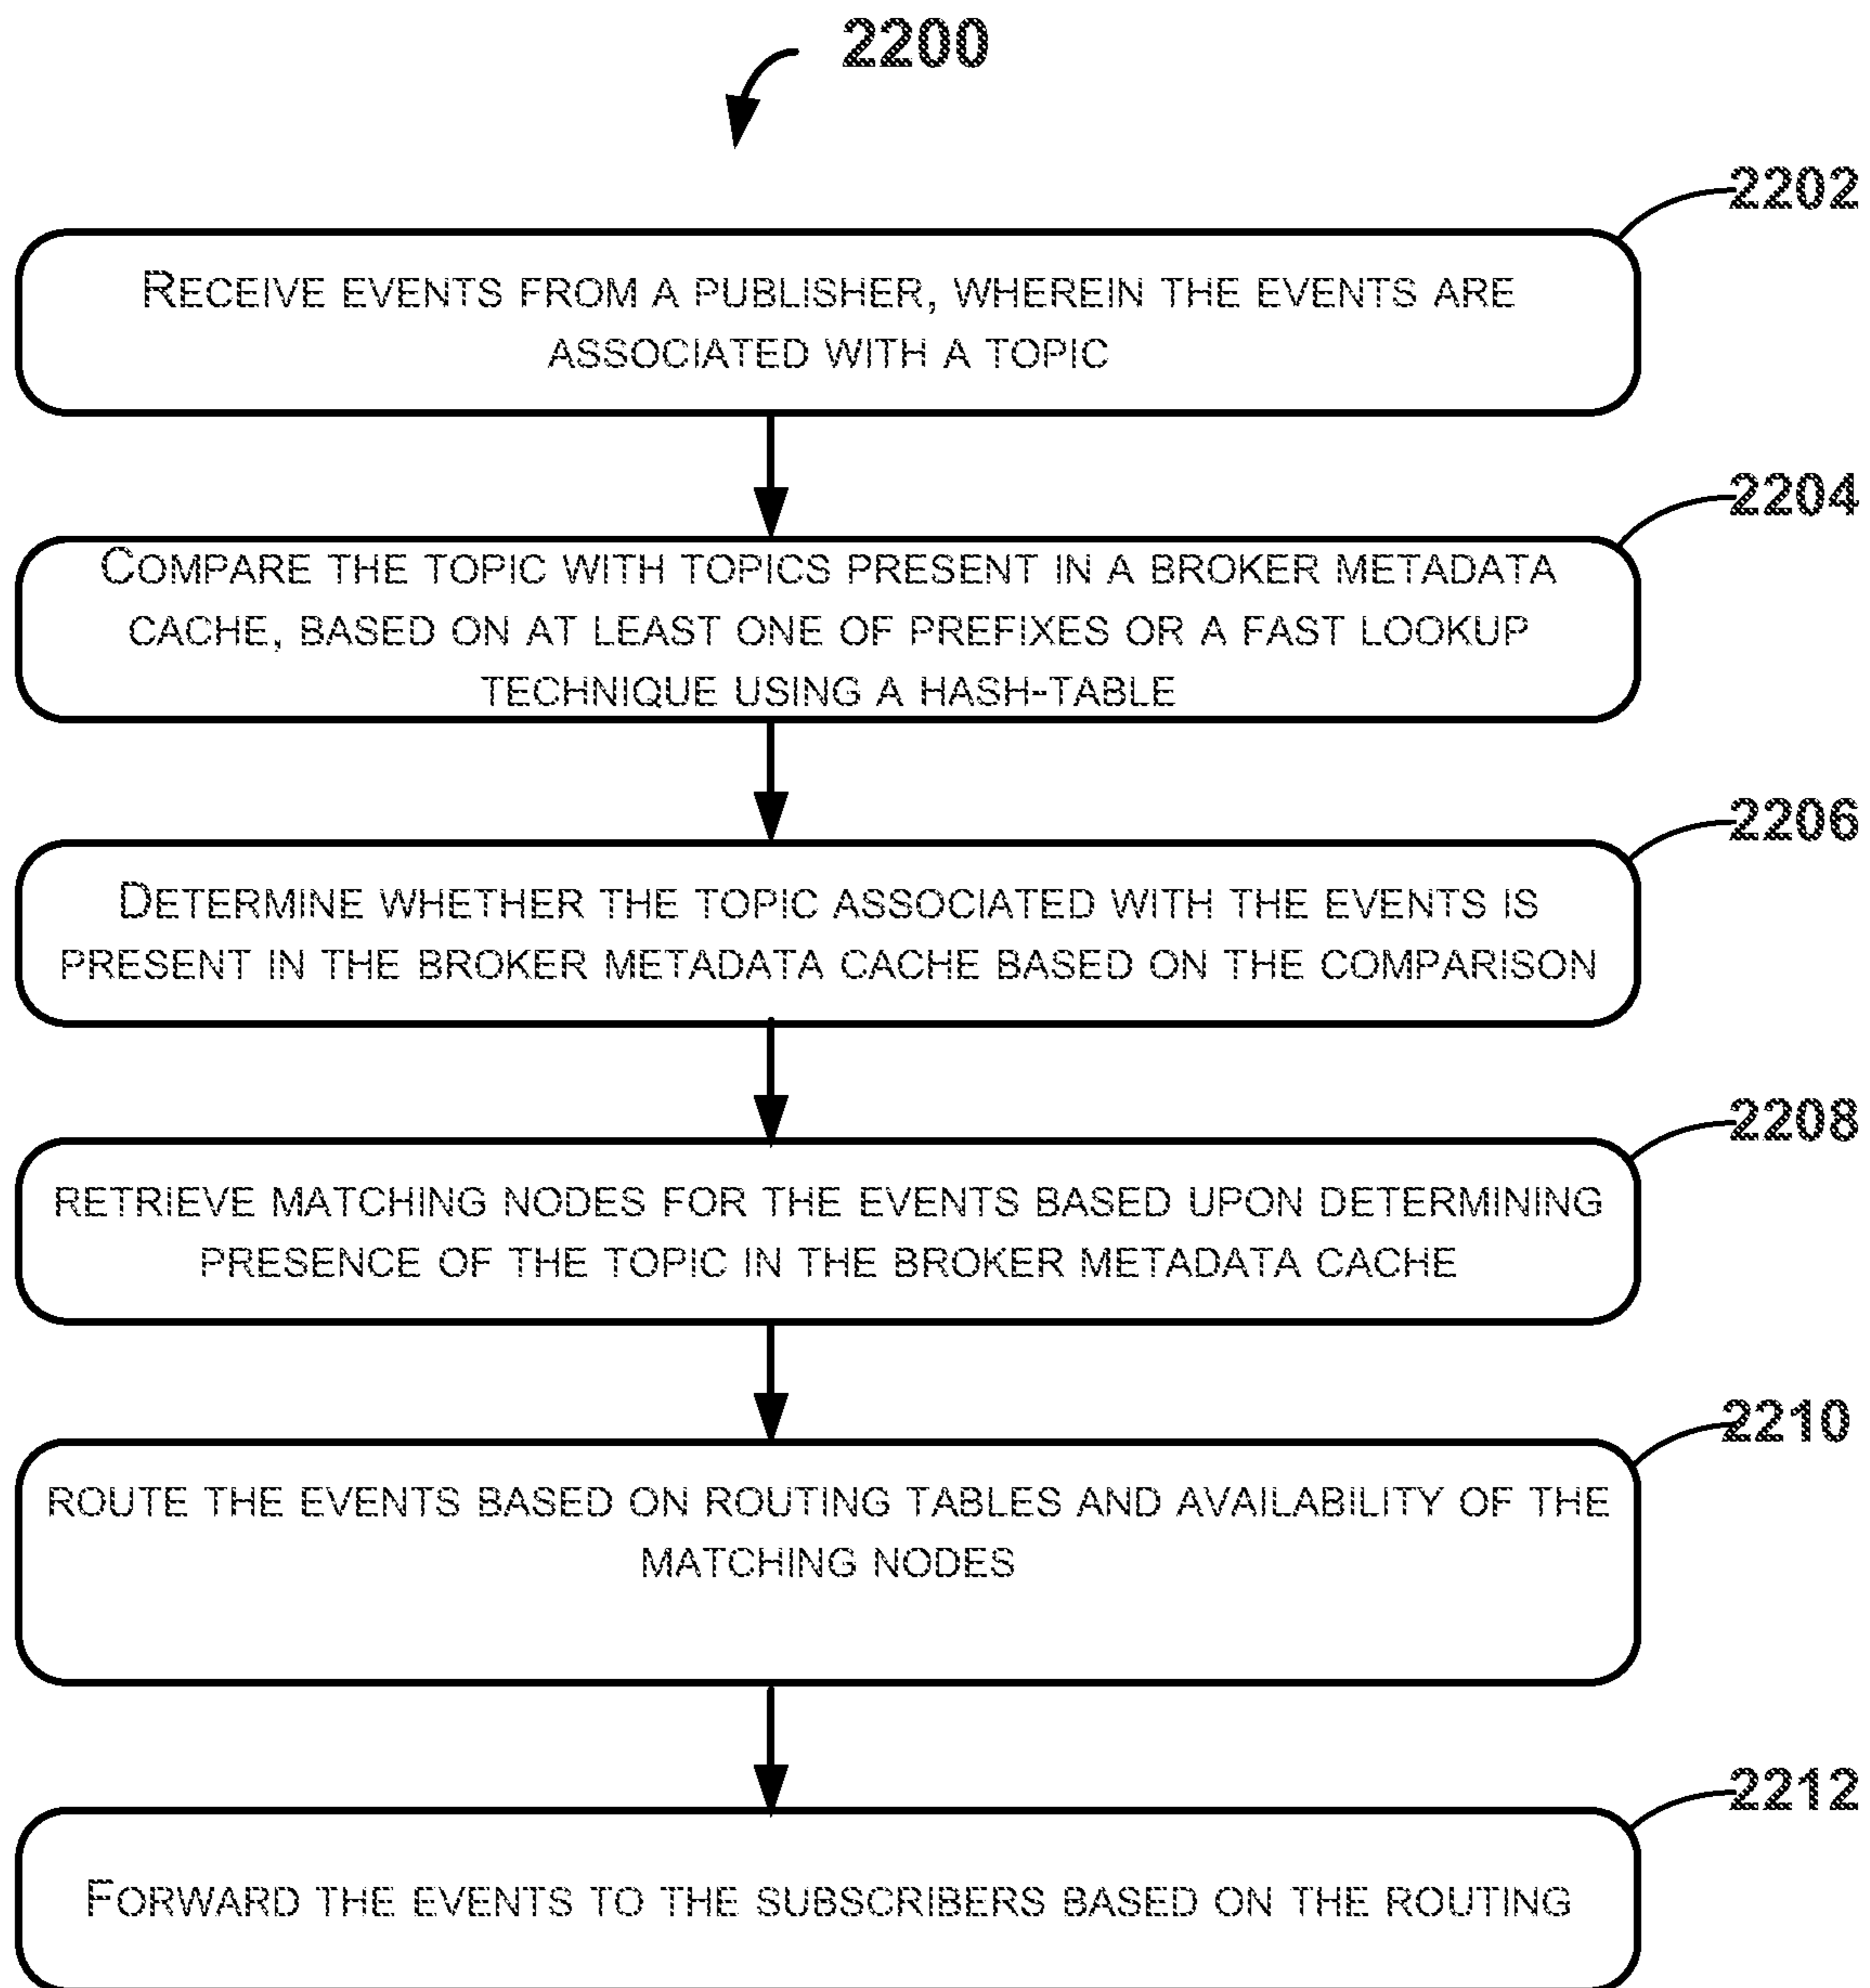 2200
2202
RECEIVE EVENTS FROM A PUBLISHER, WHEREIN THE EVENTS ARE
ASSOCIATED WITH A TOPIC
2204
COMPARE THE TOPIC WITH TOPICS PRESENT IN A BROKER METADATA
CACHE, BASED ON AT LEAST ONE OF PREFIXES OR A FAST LOOKUP
TECHNIQUE USING A HASH-TABLE
2206
DETERMINE WHETHER THE TOPIC ASSOCIATED WITH THE EVENTS IS
PRESENT IN THE BROKER METADATA CACHE BASED ON THE COMPARISON
2208
RETRIEVE MATCHING NODES FOR THE EVENTS BASED UPON DETERMINING
PRESENCE OF THE TOPIC IN THE BROKER METADATA CACHE
2210
ROUTE THE EVENTS BASED ON ROUTING TABLES AND AVAILABILITY OF THE
MATCHING NODES
2212
FORWARD THE EVENTS TO THE SUBSCRIBERS BASED ON THE ROUTING